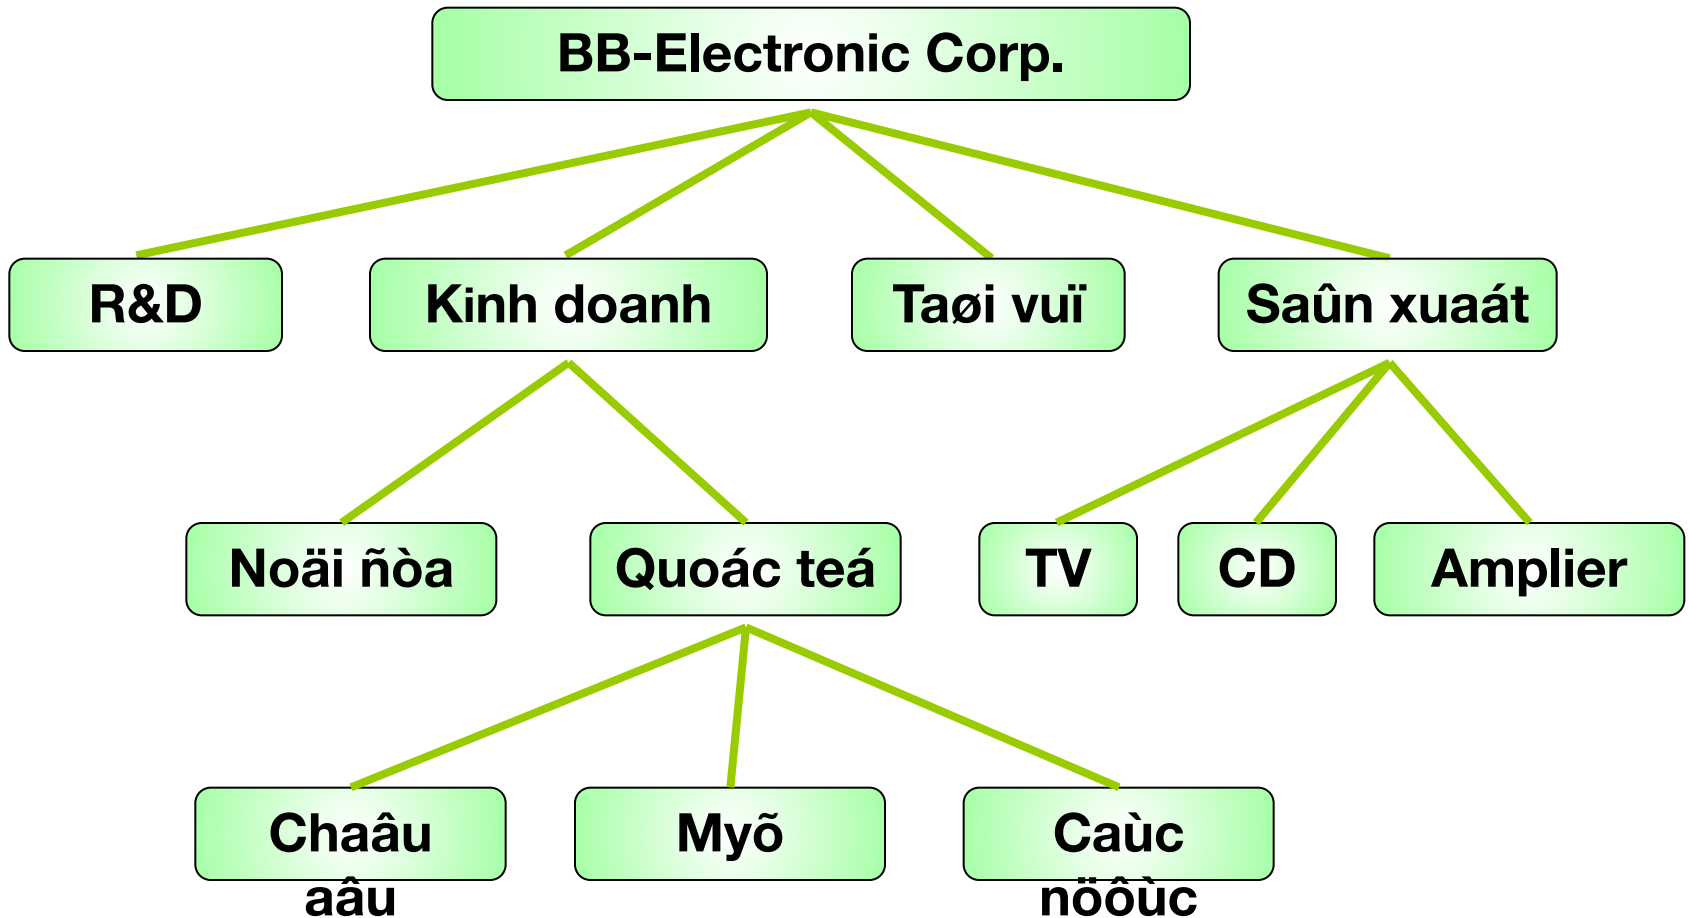 BB-Electronic Corp.
R&D
Kinh doanh
Taøi vuï
Saûn xuaát
Noäi ñòa
Quoác teá
TV
CD
Amplier
Chaâu
aâu
Myõ
Caùc
nöôùc